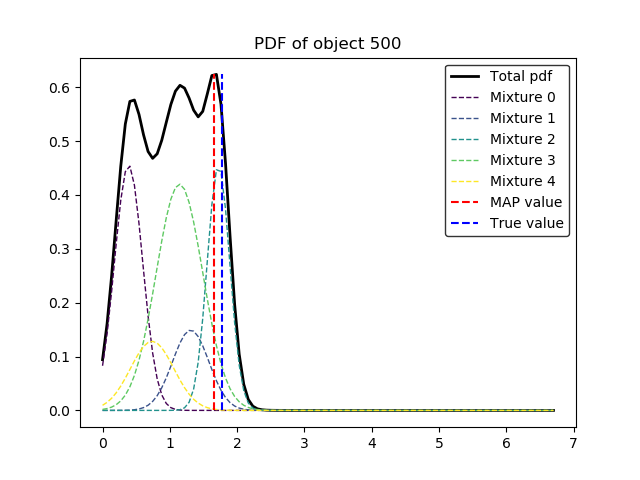 PDF of object 500
0.6
0.5
0.4
0.3
0.2
0.1
0.0
0 1 2 3 4 5 6 7
Total pdf
Mixture 0
Mixture 1
Mixture 2
Mixture 3
Mixture 4
MAP value
True value